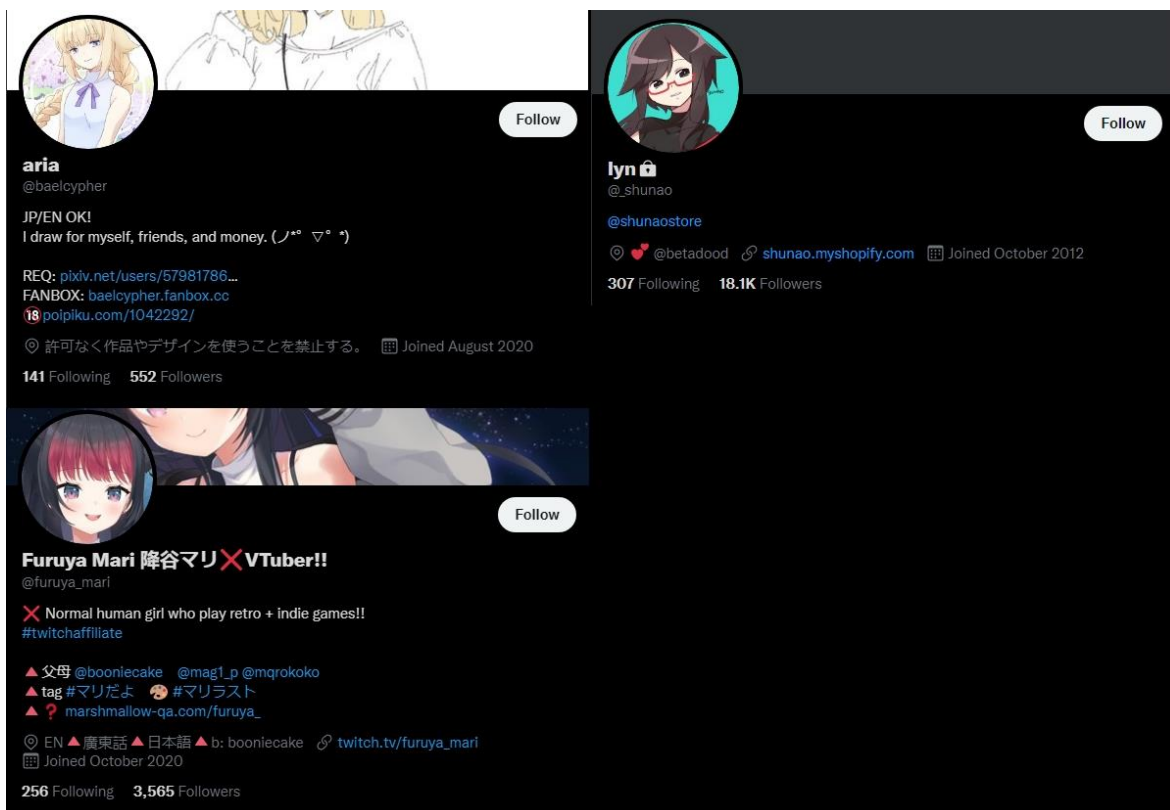 Follow
aria
@baelcypher
JP/EN OK!
I draw for myself, friends, and money. (ノ*°▽°*)
REQ: pixiv.net/users/57981786...
FANBOX: baelcypher.fanbox.cc
🔞poipiku.com/1042292/
許可なく作品やデザインを使うことを禁止する。 Joined August 2020
141 Following 552 Followers
Follow
lyn🔒
@_shunao
@shunaostore
💕 @betadood shunao.myshopify.com Joined October 2012
307 Following 18.1K Followers
Follow
Furuya Mari 降谷マリ❌VTuber!!
@furuya_mari
❌ Normal human girl who play retro + indie games!!
#twitchaffiliate
🔺父母 @booniecake @mag1_p @mqrokoko
🔺tag #マリだよ 🎨 #マリラスト
🔺❓ marshmallow-qa.com/furuya_
EN🔺廣東話🔺日本語🔺b: booniecake twitch.tv/furuya_mari
Joined October 2020
256 Following 3,565 Followers